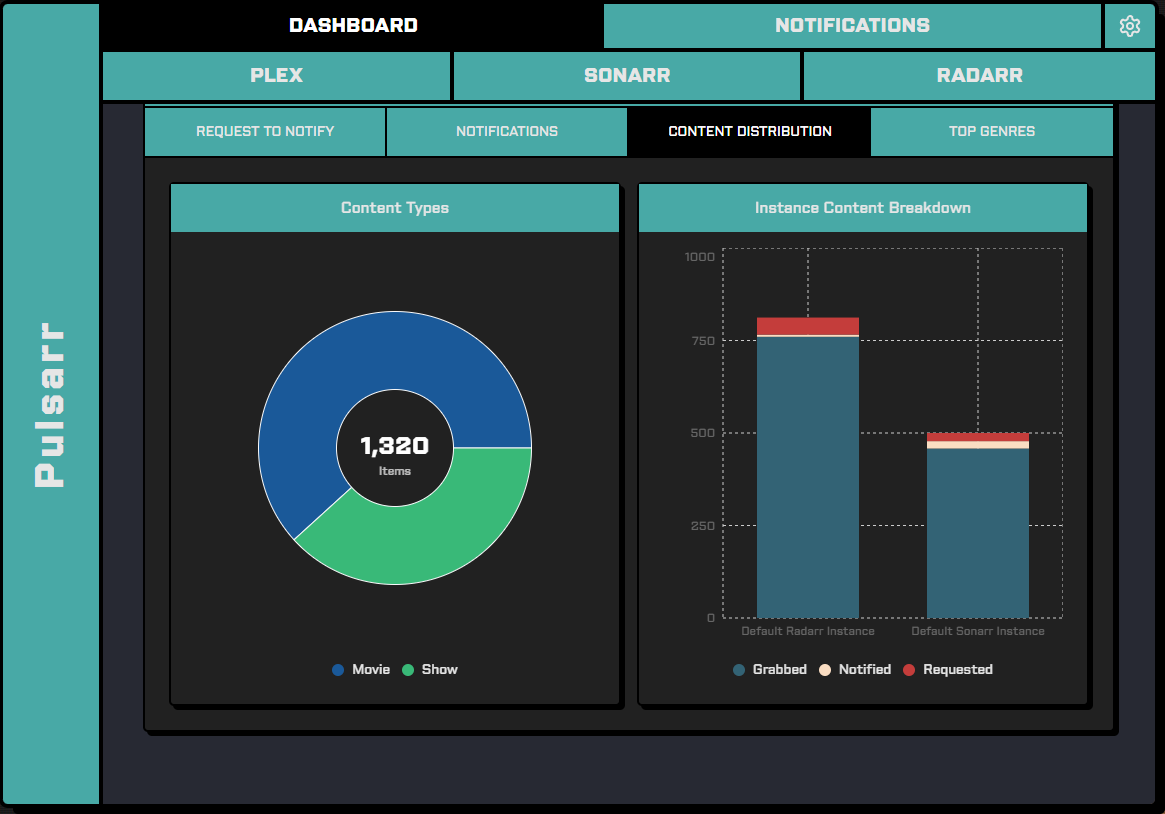 Pulsarr
DASHBOARD
NOTIFICATIONS
PLEX
SONARR
RADARR
REQUEST TO NOTIFY
NOTIFICATIONS
CONTENT DISTRIBUTION
TOP GENRES
Content Types
1,320
Items
Movie
Show
Instance Content Breakdown
1000
750
500
250
0
Default Radarr Instance
Default Sonarr Instance
Grabbed
Notified
Requested